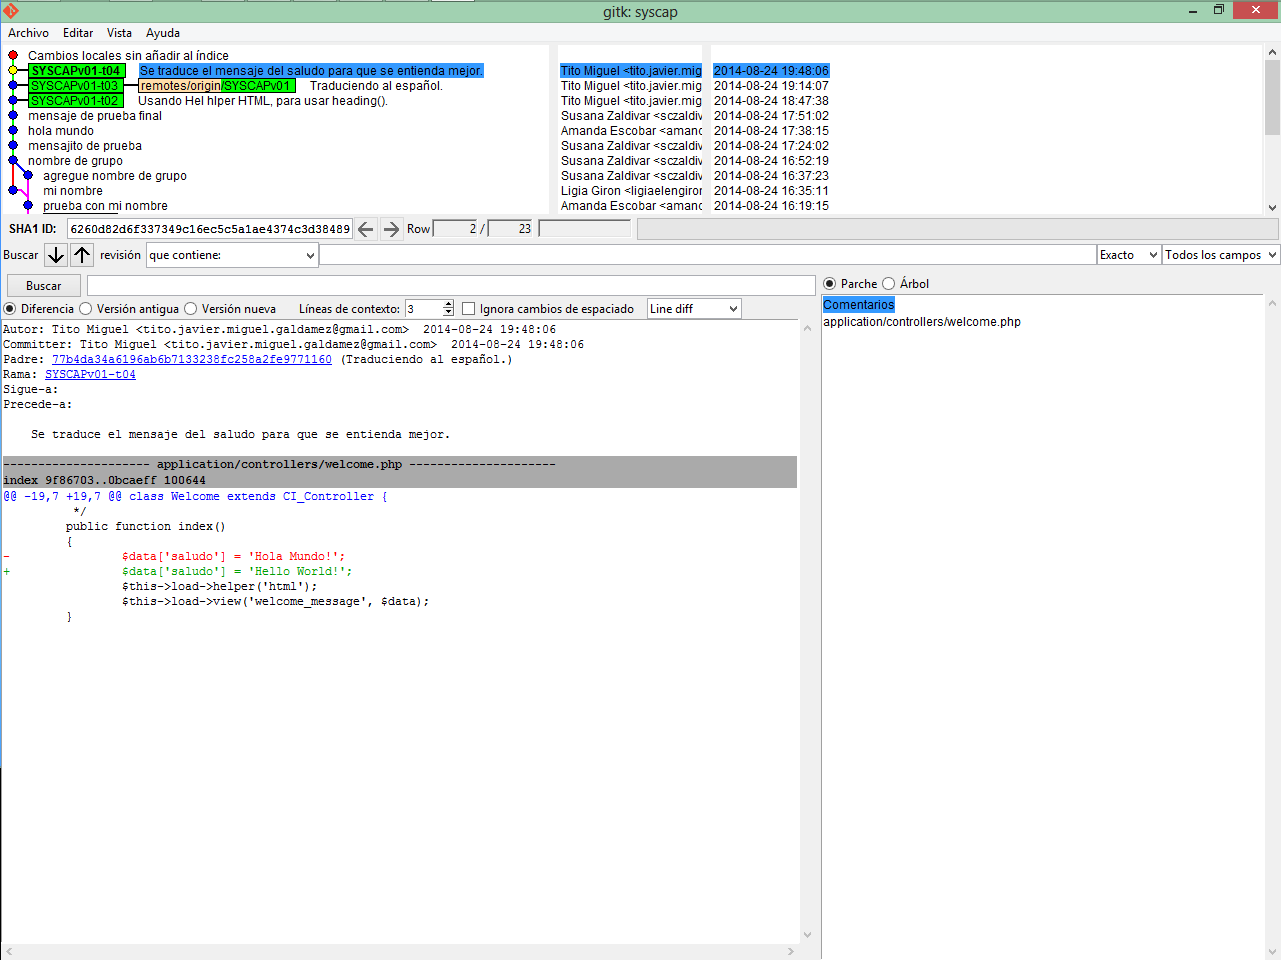 gitk: syscap
Archivo Editar Vista Ayuda
Cambios locales sin añadir al índice
SYSCAPv01-t04 Se traduce el mensaje del saludo para que se entienda mejor. Tito Miguel <tito.javier.mig 2014-08-24 19:48:06
SYSCAPv01-t03 remotes/origin/SYSCAPv01 Traduciendo al español. Tito Miguel <tito.javier.mig 2014-08-24 19:14:07
SYSCAPv01-t02 Usando Hel hlper HTML, para usar heading(). Tito Miguel <tito.javier.mig 2014-08-24 18:47:38
mensaje de prueba final Susana Zaldivar <sczaldiv 2014-08-24 17:51:02
hola mundo Amanda Escobar <amanc 2014-08-24 17:38:15
mensajito de prueba Susana Zaldivar <sczaldiv 2014-08-24 17:24:02
nombre de grupo Susana Zaldivar <sczaldiv 2014-08-24 16:52:19
agregue nombre de grupo Susana Zaldivar <sczaldiv 2014-08-24 16:37:23
mi nombre Ligia Giron <ligiaelengiron 2014-08-24 16:35:11
prueba con mi nombre Amanda Escobar <amanc 2014-08-24 16:19:15
SHA1 ID: 6260d82d6f337349c16ec5c5a1ae4374c3d38489 Row 2 / 23
Buscar revisión que contiene: Exacto Todos los campos
Buscar Parche Árbol
Diferencia Versión antigua Versión nueva Líneas de contexto: 3 Ignora cambios de espaciado Line diff
Comentarios
application/controllers/welcome.php
Autor: Tito Miguel <tito.javier.miguel.galdamez@gmail.com> 2014-08-24 19:48:06
Committer: Tito Miguel <tito.javier.miguel.galdamez@gmail.com> 2014-08-24 19:48:06
Padre: 77b4da34a6196ab6b7133238fc258a2fe9771160 (Traduciendo al español.)
Rama: SYSCAPv01-t04
Sigue-a:
Precede-a:
Se traduce el mensaje del saludo para que se entienda mejor.
--------------------- application/controllers/welcome.php ---------------------
index 9f86703..0bcaeff 100644
@@ -19,7 +19,7 @@ class Welcome extends CI_Controller {
*/
public function index()
{
- $data['saludo'] = 'Hola Mundo!';
+ $data['saludo'] = 'Hello World!';
$this->load->helper('html');
$this->load->view('welcome_message', $data);
}